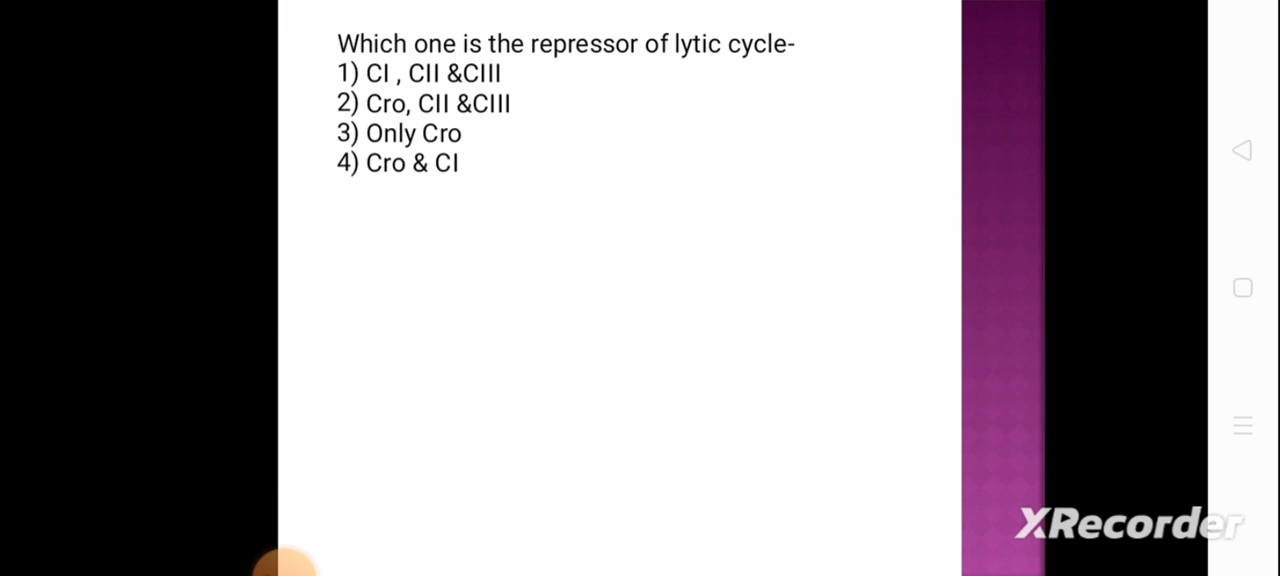 Which one is the repressor of lytic cycle-
1) CI , CII &CIII
2) Cro, CII &CIII
3) Only Cro
4) Cro & CI
XRecorder